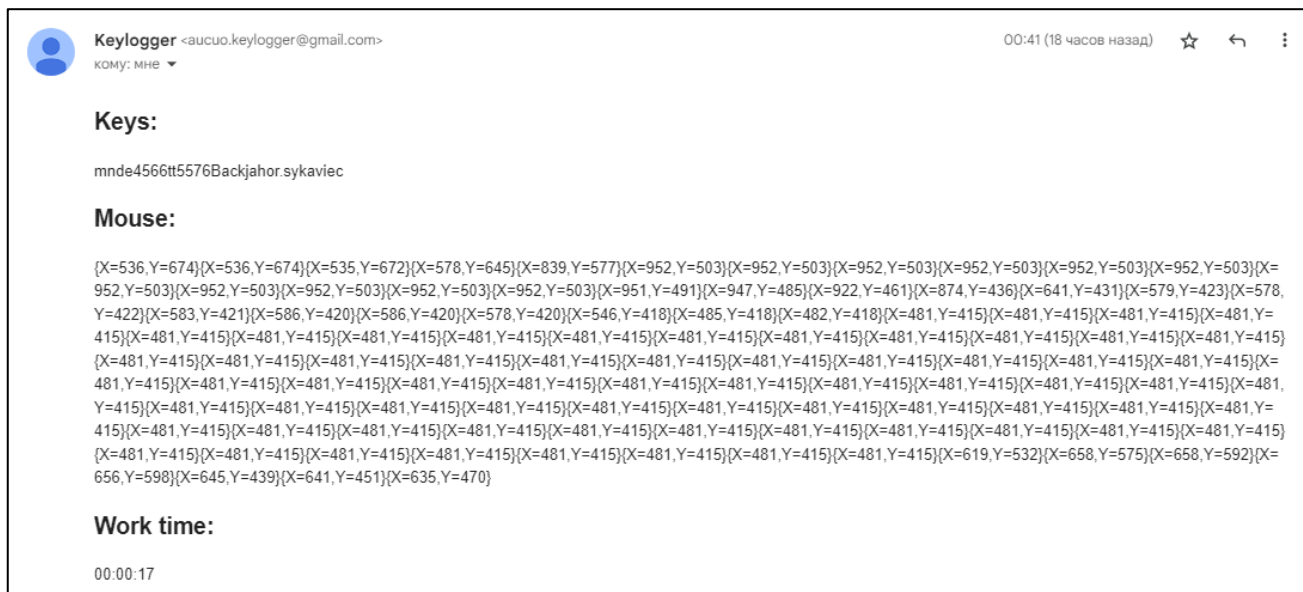 Keylogger <aucuo.keylogger@gmail.com> 00:41 (18 часов назад)
кому: мне
Keys:
mnde4566tt5576Backjahor.sykaviec
Mouse:
{X=536,Y=674}{X=536,Y=674}{X=535,Y=672}{X=578,Y=645}{X=839,Y=577}{X=952,Y=503}{X=952,Y=503}{X=952,Y=503}{X=952,Y=503}{X=952,Y=503}{X=952,Y=503}{X=
952,Y=503}{X=952,Y=503}{X=952,Y=503}{X=952,Y=503}{X=952,Y=503}{X=951,Y=491}{X=947,Y=485}{X=922,Y=461}{X=874,Y=436}{X=641,Y=431}{X=579,Y=423}{X=578,
Y=422}{X=583,Y=421}{X=586,Y=420}{X=586,Y=420}{X=578,Y=420}{X=546,Y=418}{X=485,Y=418}{X=482,Y=418}{X=481,Y=415}{X=481,Y=415}{X=481,Y=415}{X=481,Y=
415}{X=481,Y=415}{X=481,Y=415}{X=481,Y=415}{X=481,Y=415}{X=481,Y=415}{X=481,Y=415}{X=481,Y=415}{X=481,Y=415}{X=481,Y=415}{X=481,Y=415}{X=481,Y=415}
{X=481,Y=415}{X=481,Y=415}{X=481,Y=415}{X=481,Y=415}{X=481,Y=415}{X=481,Y=415}{X=481,Y=415}{X=481,Y=415}{X=481,Y=415}{X=481,Y=415}{X=481,Y=415}{X=
481,Y=415}{X=481,Y=415}{X=481,Y=415}{X=481,Y=415}{X=481,Y=415}{X=481,Y=415}{X=481,Y=415}{X=481,Y=415}{X=481,Y=415}{X=481,Y=415}{X=481,Y=415}{X=481,
Y=415}{X=481,Y=415}{X=481,Y=415}{X=481,Y=415}{X=481,Y=415}{X=481,Y=415}{X=481,Y=415}{X=481,Y=415}{X=481,Y=415}{X=481,Y=415}{X=481,Y=415}{X=481,Y=
415}{X=481,Y=415}{X=481,Y=415}{X=481,Y=415}{X=481,Y=415}{X=481,Y=415}{X=481,Y=415}{X=481,Y=415}{X=481,Y=415}{X=481,Y=415}{X=481,Y=415}{X=481,Y=415}
{X=481,Y=415}{X=481,Y=415}{X=481,Y=415}{X=481,Y=415}{X=481,Y=415}{X=481,Y=415}{X=481,Y=415}{X=481,Y=415}{X=619,Y=532}{X=658,Y=575}{X=658,Y=592}{X=
656,Y=598}{X=645,Y=439}{X=641,Y=451}{X=635,Y=470}
Work time:
00:00:17